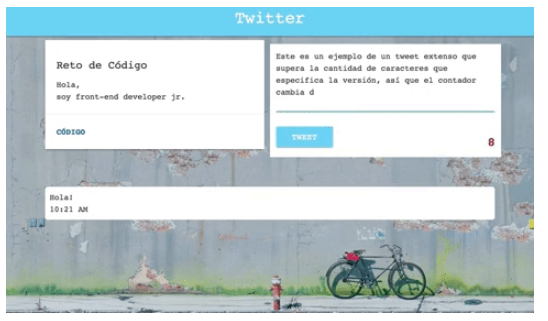 Twitter
Reto de Código
Hola,
soy front-end developer jr.
CÓDIGO
Este es un ejemplo de un tweet extenso que
supera la cantidad de caracteres que
especifica la versión, así que el contador
cambia d
TWEET
8
Hola!
10:21 AM